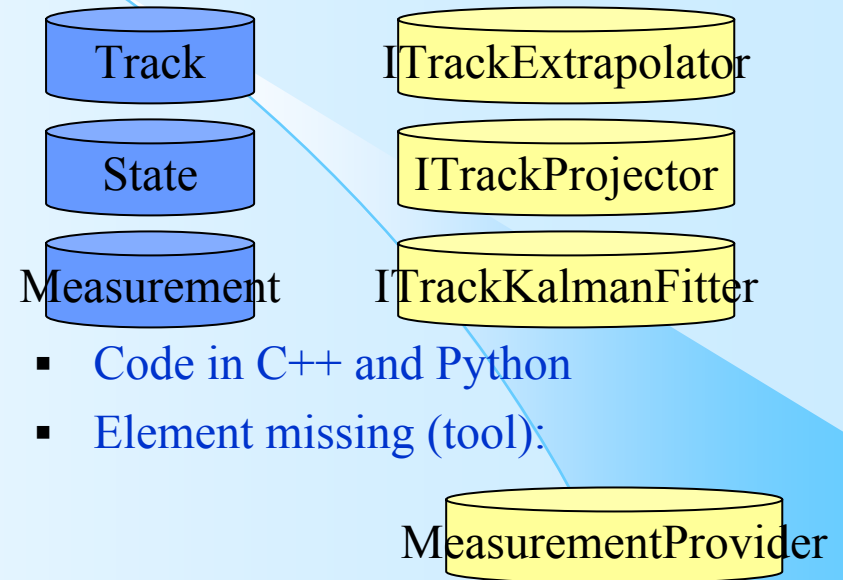 Track ITrackExtrapolator
State ITrackProjector
Measurement ITrackKalmanFitter
▪ Code in C++ and Python
▪ Element missing (tool):
MeasurementProvider